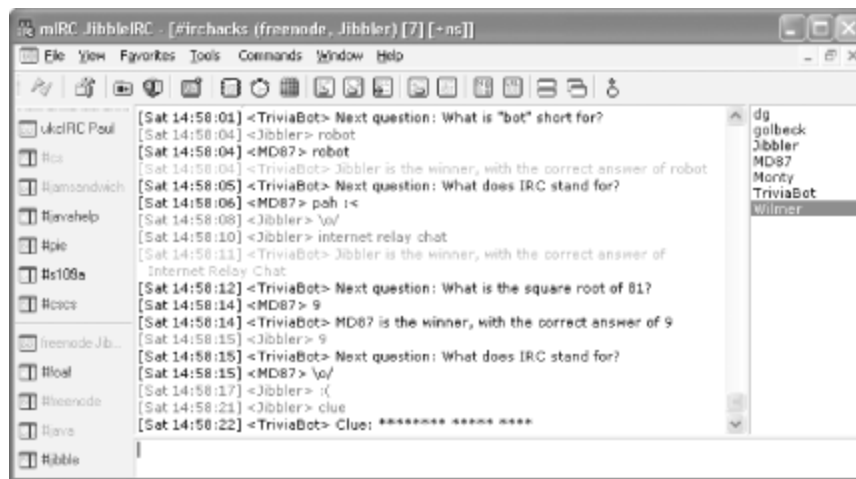 mIRC JibbleIRC - [#irchacks (freenode, Jibbler) [7] [+ns]]
File View Favorites Tools Commands Window Help
ukcIRC Paul
#cs
#jamsandwich
#javahelp
#pie
#s109a
#cscs
freenode Jib...
#foal
#freenode
#java
#jibble
[Sat 14:58:01] <TriviaBot> Next question: What is "bot" short for?
[Sat 14:58:04] <Jibbler> robot
[Sat 14:58:04] <MD87> robot
[Sat 14:58:04] <TriviaBot> Jibbler is the winner, with the correct answer of robot
[Sat 14:58:05] <TriviaBot> Next question: What does IRC stand for?
[Sat 14:58:06] <MD87> pah :<
[Sat 14:58:08] <Jibbler> \o/
[Sat 14:58:10] <Jibbler> internet relay chat
[Sat 14:58:11] <TriviaBot> Jibbler is the winner, with the correct answer of
Internet Relay Chat
[Sat 14:58:12] <TriviaBot> Next question: What is the square root of 81?
[Sat 14:58:14] <MD87> 9
[Sat 14:58:14] <TriviaBot> MD87 is the winner, with the correct answer of 9
[Sat 14:58:15] <Jibbler> 9
[Sat 14:58:15] <TriviaBot> Next question: What does IRC stand for?
[Sat 14:58:15] <MD87> \o/
[Sat 14:58:17] <Jibbler> :(
[Sat 14:58:21] <Jibbler> clue
[Sat 14:58:22] <TriviaBot> Clue: ******** ***** ****
dg
golbeck
Jibbler
MD87
Monty
TriviaBot
Wilmer